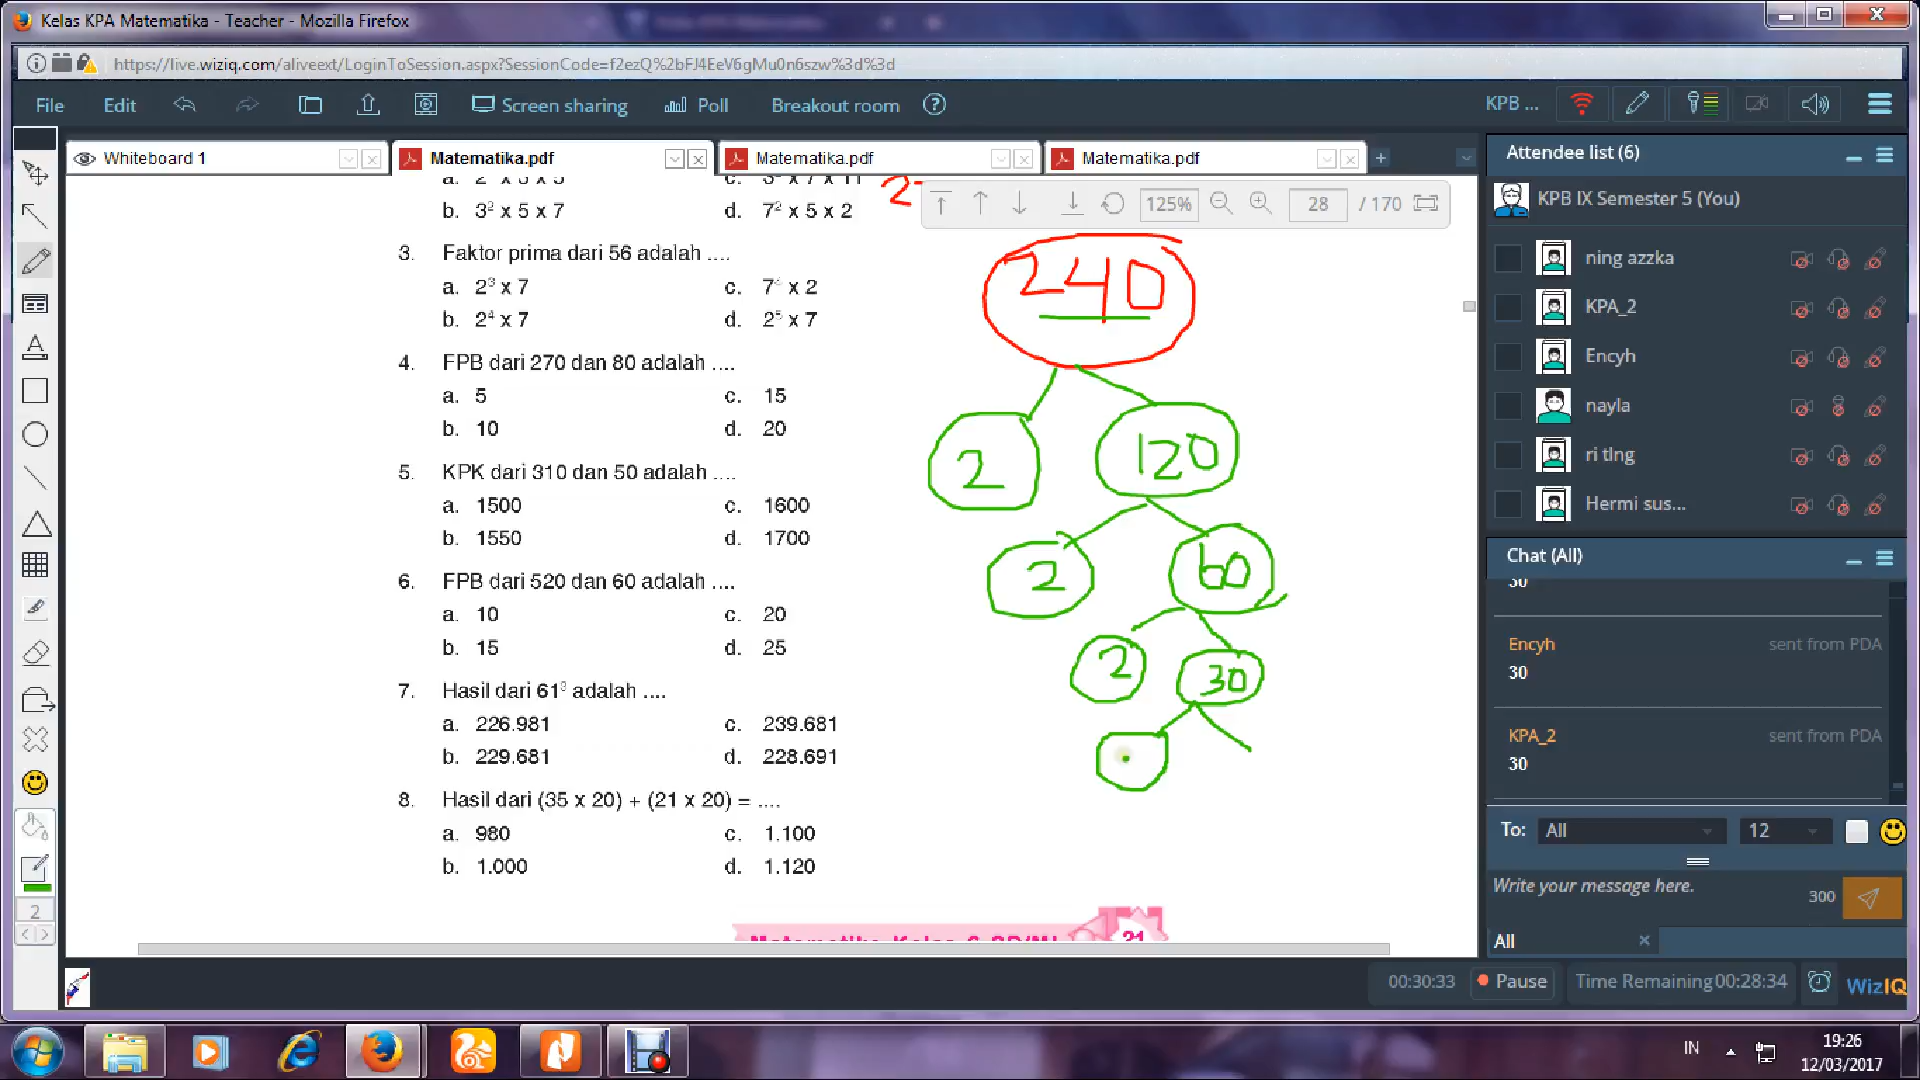 Kelas KPA Matematika - Teacher - Mozilla Firefox
https://live.wiziq.com/aliveext/LoginToSession.aspx?SessionCode=f2ezQ%2bFJ4EeV6gMu0n6szw%3d%3d
File Edit Screen sharing Poll Breakout room ? KPB ...
Whiteboard 1 Matematika.pdf Matematika.pdf Matematika.pdf
b. 3² x 5 x 7 d. 7² x 5 x 2
125% 28 / 170
3. Faktor prima dari 56 adalah ....
a. 2³ x 7 c. 7⁴ x 2
b. 2⁴ x 7 d. 2⁵ x 7
4. FPB dari 270 dan 80 adalah ....
a. 5 c. 15
b. 10 d. 20
5. KPK dari 310 dan 50 adalah ....
a. 1500 c. 1600
b. 1550 d. 1700
6. FPB dari 520 dan 60 adalah ....
a. 10 c. 20
b. 15 d. 25
7. Hasil dari 61³ adalah ....
a. 226.981 c. 239.681
b. 229.681 d. 228.691
8. Hasil dari (35 x 20) + (21 x 20) = ....
a. 980 c. 1.100
b. 1.000 d. 1.120
21
2
240
2 120
2 60
2 30
2
Attendee list (6)
KPB IX Semester 5 (You)
ning azzka
KPA_2
Encyh
nayla
ri tlng
Hermi sus...
Chat (All)
30
Encyh sent from PDA
30
KPA_2 sent from PDA
30
To: All 12
Write your message here. 300
All
00:30:33 Pause Time Remaining 00:28:34 WizIQ
IN 19:26
12/03/2017